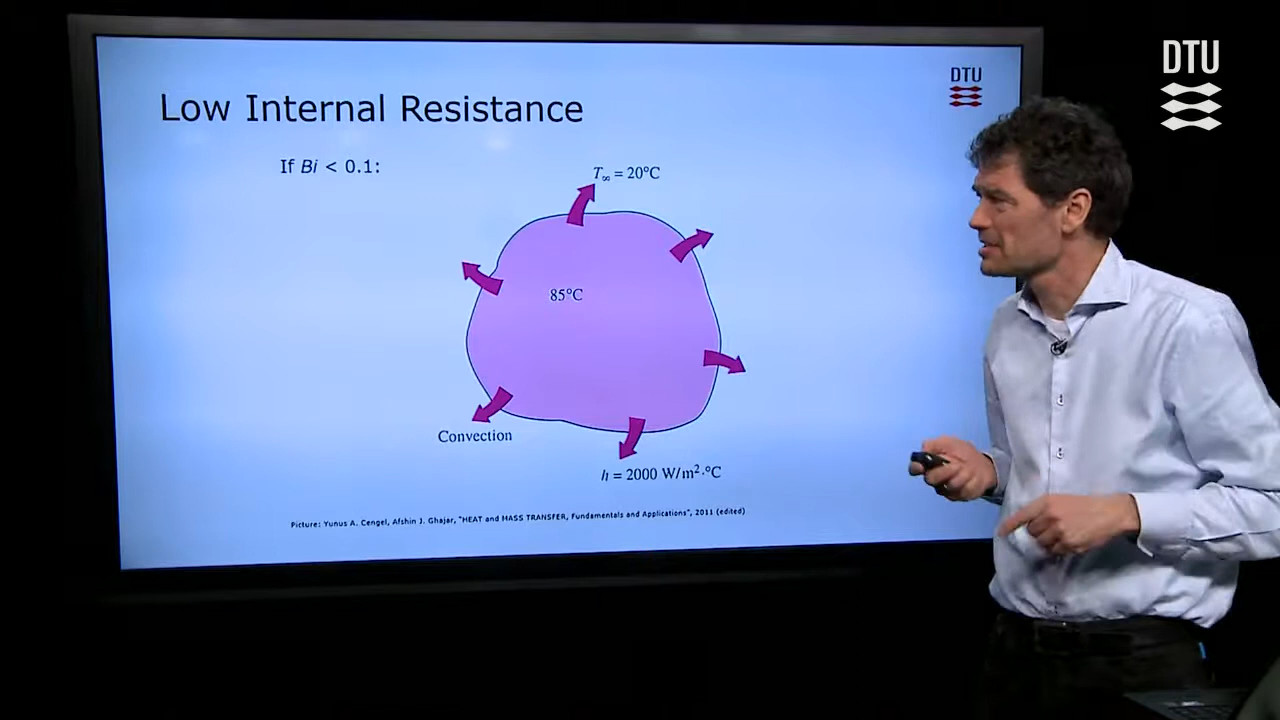 DTU
DTU
Low Internal Resistance
If Bi < 0.1:
T∞ = 20°C
85°C
Convection
h = 2000 W/m²·°C
Picture: Yunus A. Cengel, Afshin J. Ghajar, "HEAT and MASS TRANSFER, Fundamentals and Applications", 2011 (edited)